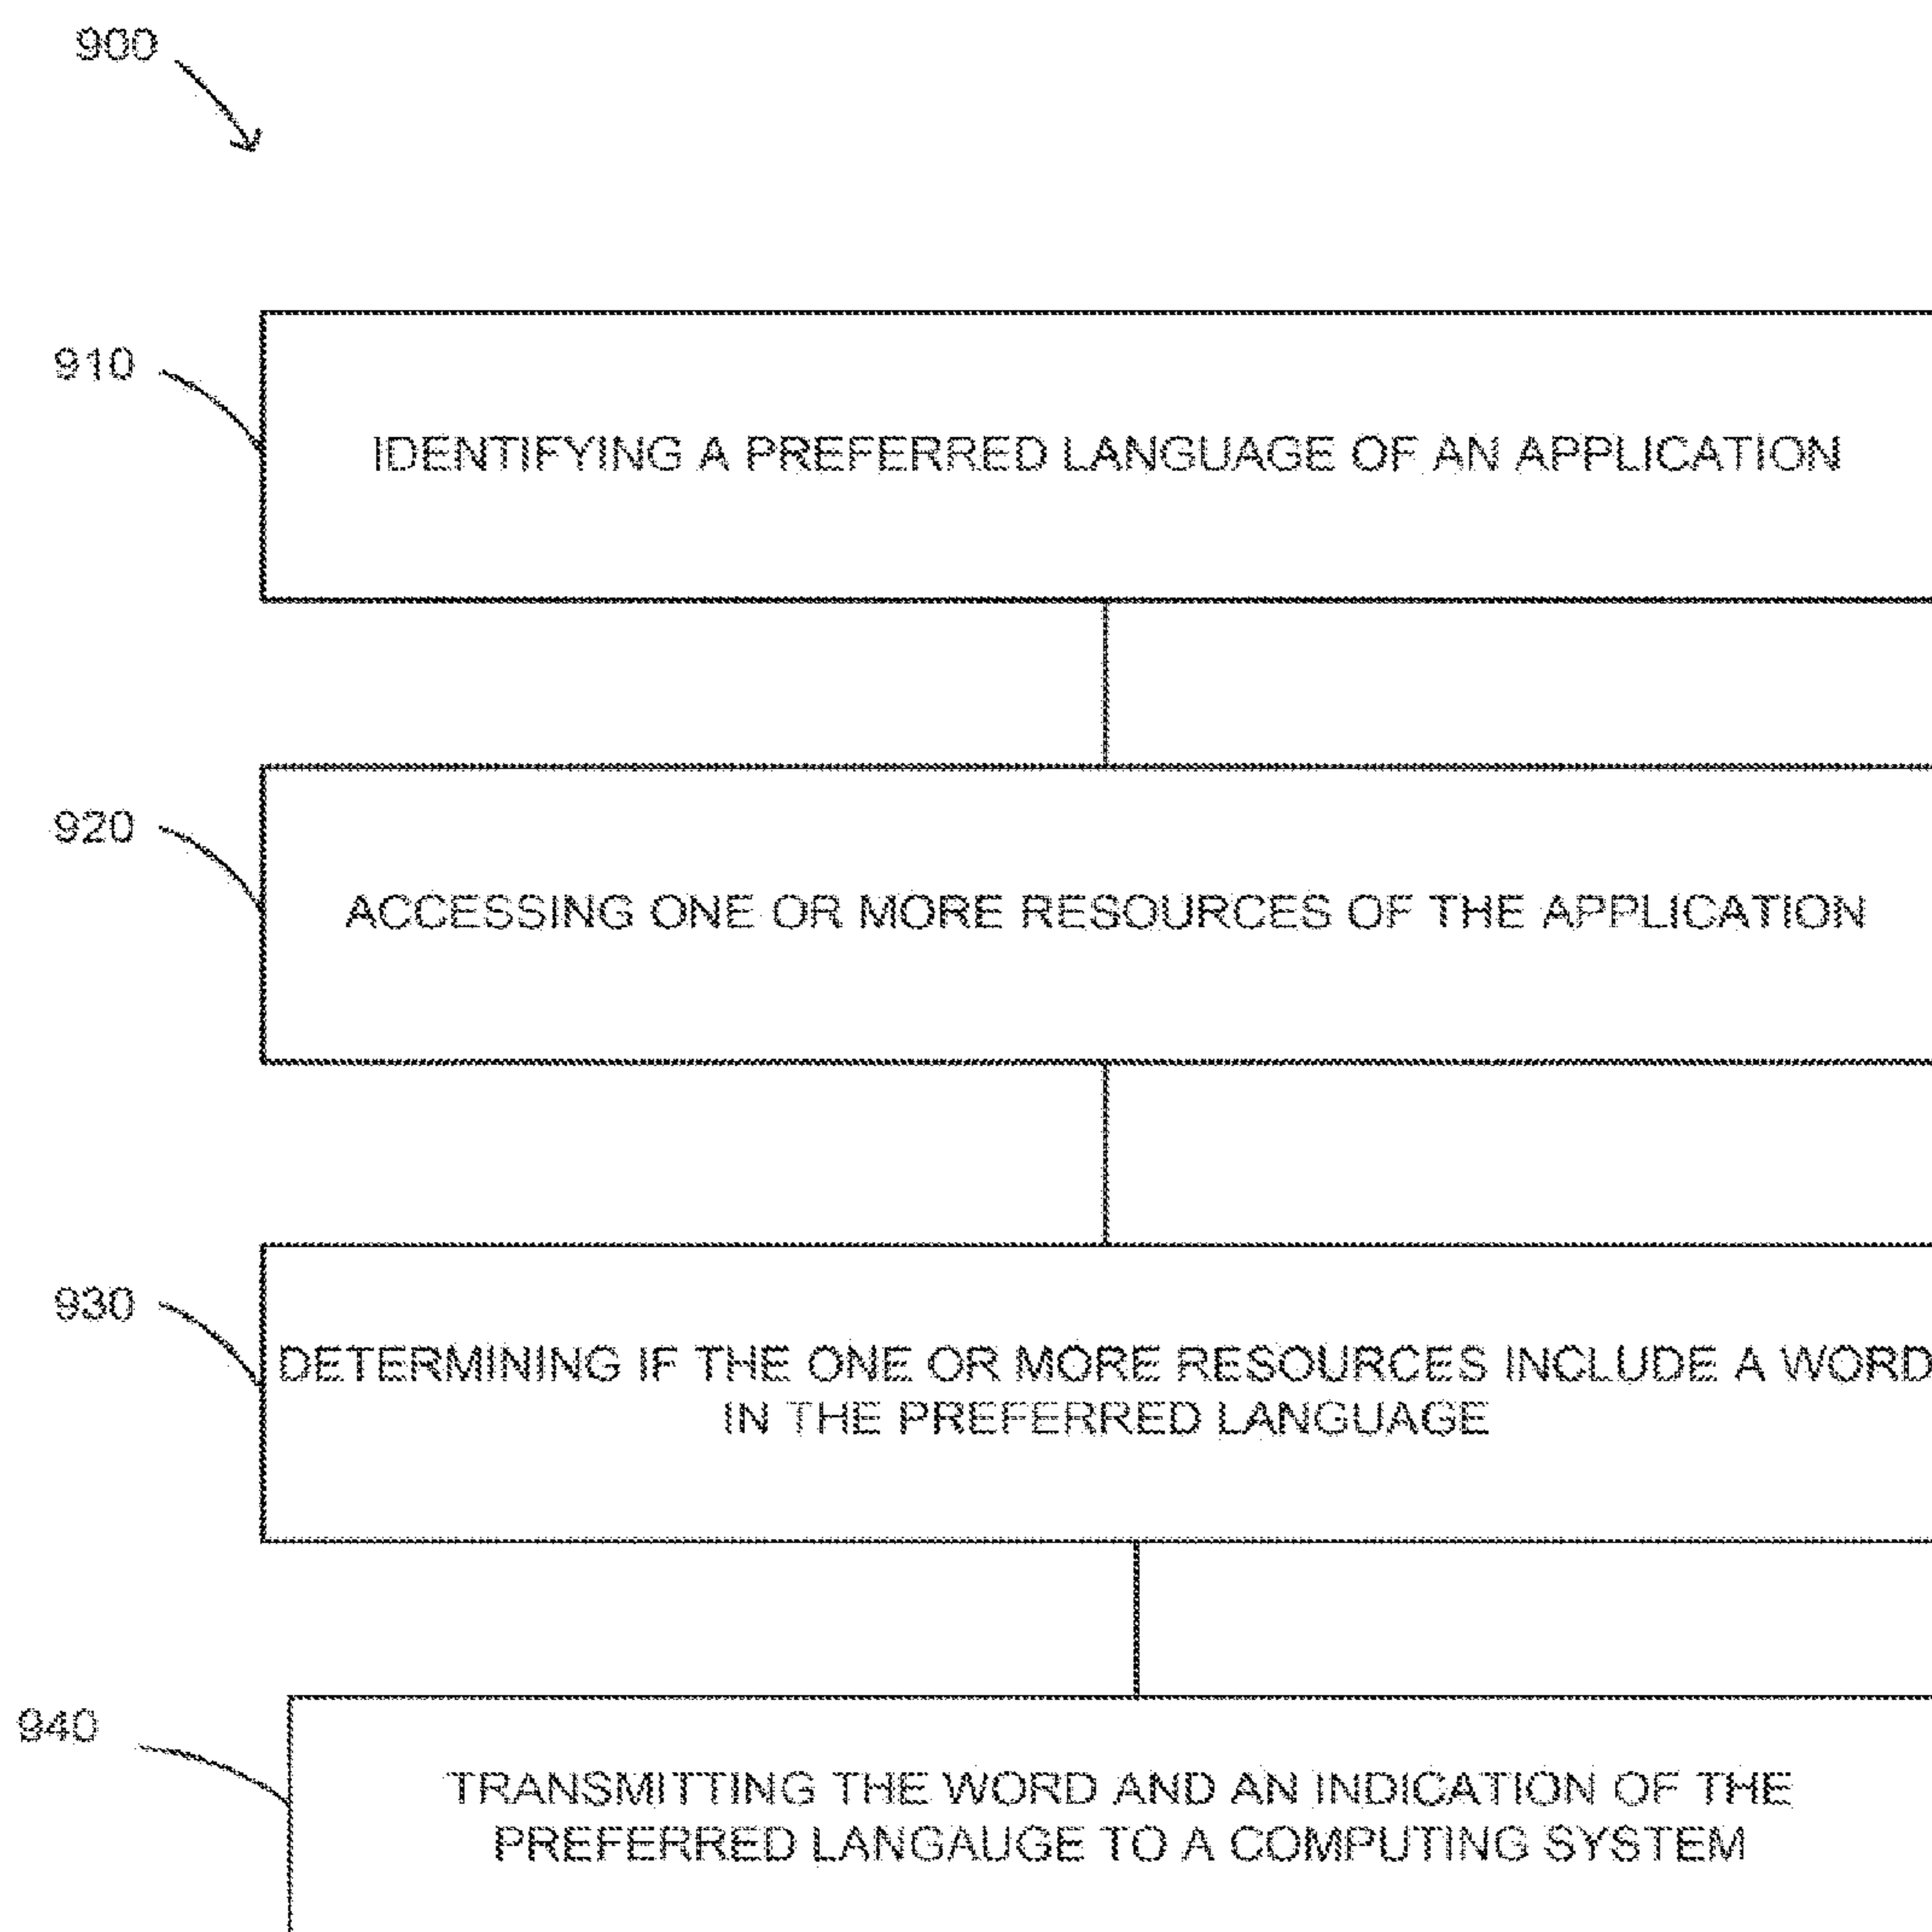 900
910
IDENTIFYING A PREFERRED LANGUAGE OF AN APPLICATION
920
ACCESSING ONE OR MORE RESOURCES OF THE APPLICATION
930
DETERMINING IF THE ONE OR MORE RESOURCES INCLUDE A WORD
IN THE PREFERRED LANGUAGE
940
TRANSMITTING THE WORD AND AN INDICATION OF THE
PREFERRED LANGAUGE TO A COMPUTING SYSTEM